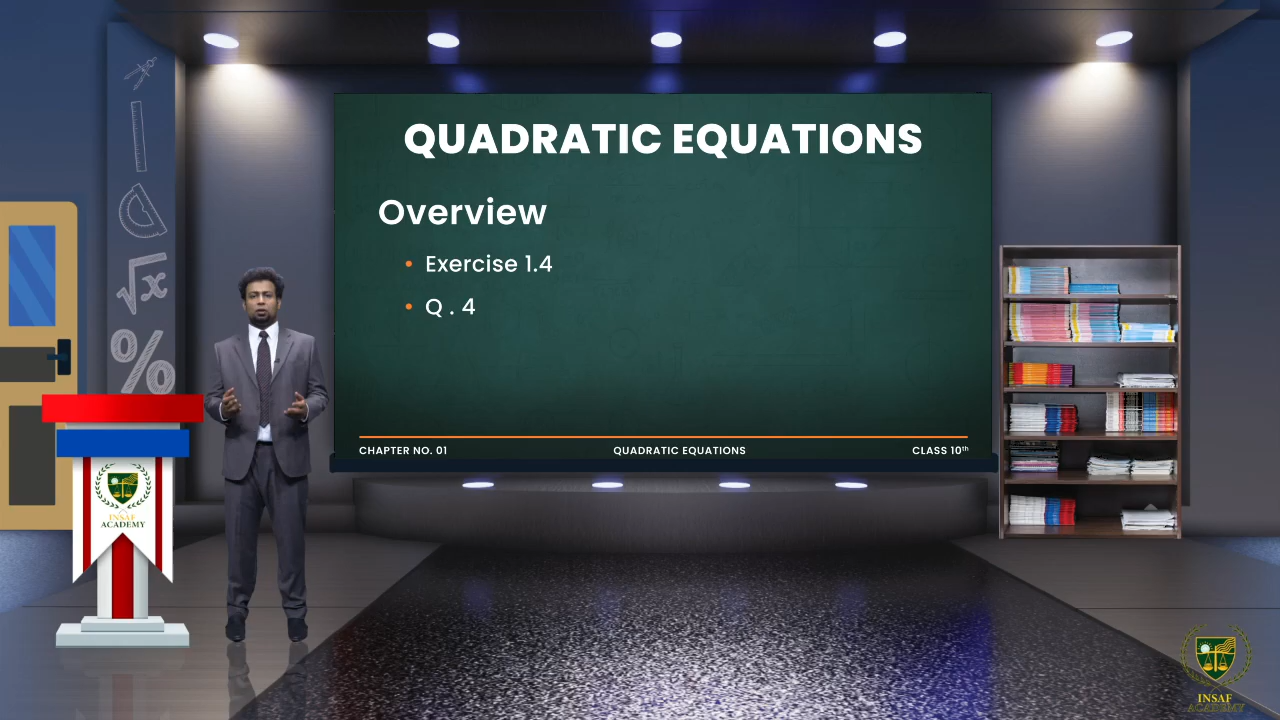 QUADRATIC EQUATIONS
Overview
• Exercise 1.4
• Q . 4
CHAPTER NO. 01 QUADRATIC EQUATIONS CLASS 10th
√x
%
INSAF
ACADEMY
INSAF
ACADEMY